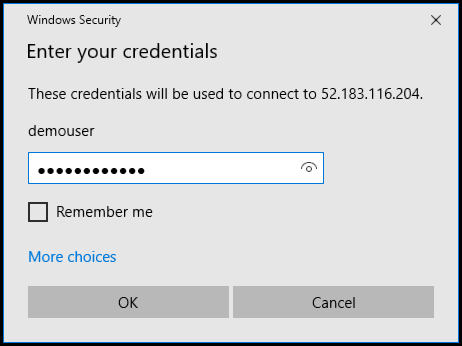 Windows Security
Enter your credentials
These credentials will be used to connect to 52.183.116.204.
demouser
●●●●●●●●●●●●
Remember me
More choices
OK
Cancel